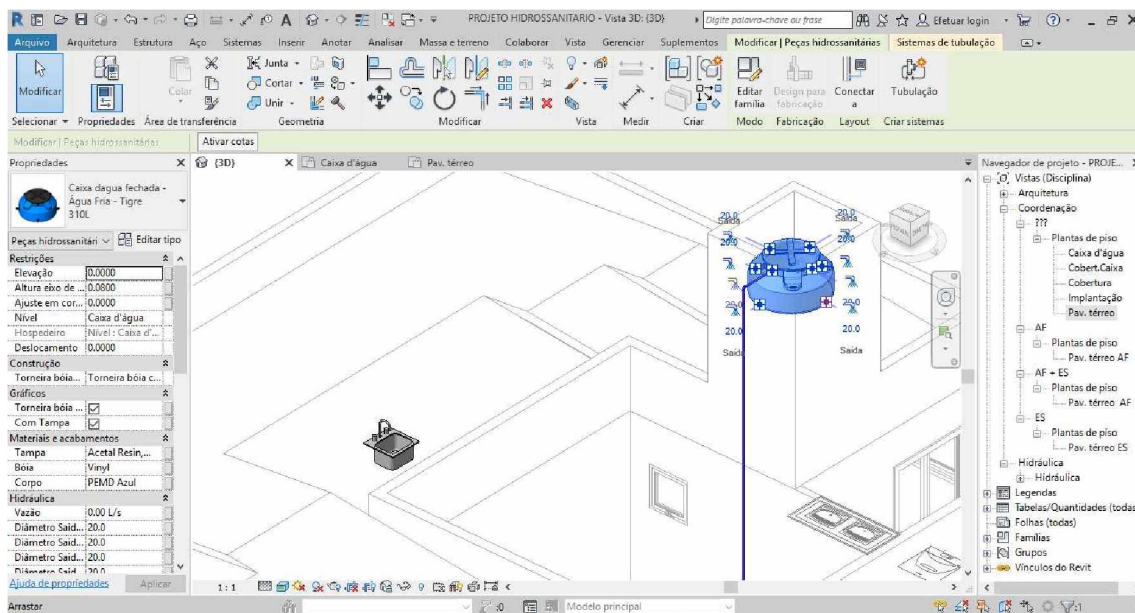 PROJETO HIDROSSANITARIO - Vista 3D: {3D}
Digite palavra-chave ou frase
Efetuar login
Arquivo Arquitetura Estrutura Aço Sistemas Inserir Anotar Analisar Massa e terreno Colaborar Vista Gerenciar Suplementos Modificar | Peças hidrossanitárias Sistemas de tubulação
Modificar
Colar
Junta
Cortar
Unir
Editar família
Design para fabricação
Conectar a
Tubulação
Selecionar Propriedades Área de transferência Geometria Modificar Vista Medir Criar Modo Fabricação Layout Criar sistemas
Modificar | Peças hidrossanitárias Ativar cotas
Propriedades
{3D} Caixa d'água Pav. térreo
Navegador de projeto - PROJE...
Caixa dagua fechada - Água Fria - Tigre
310L
Peças hidrossanitári Editar tipo
Restrições
Elevação 0.0000
Altura eixo de ... 0.0800
Ajuste em cor... 0.0000
Nível Caixa d'água
Hospedeiro Nível : Caixa d'...
Deslocamento 0.0000
Construção
Torneira bóia... Torneira bóia c...
Gráficos
Torneira bóia ...
Com Tampa
Materiais e acabamentos
Tampa Acetal Resin,...
Bóia Vinyl
Corpo PEMD Azul
Hidráulica
Vazão 0.00 L/s
Diâmetro Said... 20.0
Diâmetro Said... 20.0
Diâmetro Said... 20.0
Diâmetro Said... 20.0
Ajuda de propriedades Aplicar
20.0
Saída
20.0
20.0
Saída
20.0
20.0
20.0
20.0
20.0
Saída
Saída
Vistas (Disciplina)
Arquitetura
Coordenação
???
Plantas de piso
Caixa d'água
Cobert.Caixa
Cobertura
Implantação
Pav. térreo
AF
Plantas de piso
Pav. térreo AF
AF + ES
Plantas de piso
Pav. térreo AF
ES
Plantas de piso
Pav. térreo ES
Hidráulica
Hidráulica
Legendas
Tabelas/Quantidades (todas
Folhas (todas)
Famílias
Grupos
Vínculos do Revit
1 : 1
Arrastar
:0
Modelo principal
:1